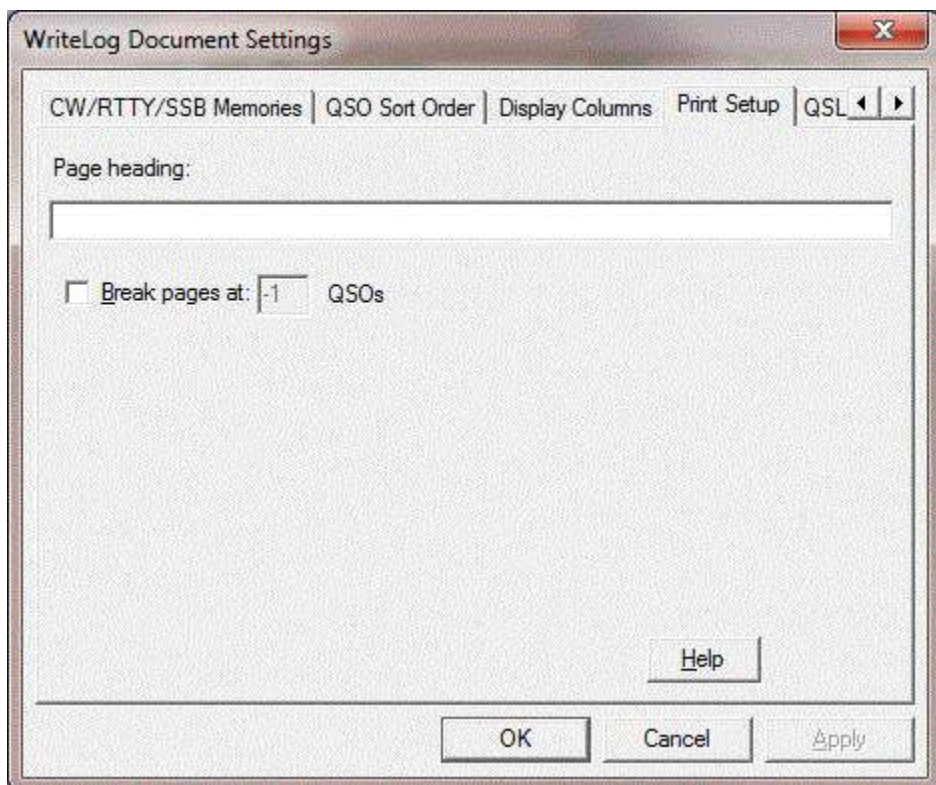 WriteLog Document Settings
CW/RTTY/SSB Memories QSO Sort Order Display Columns Print Setup QSL
Page heading:
Break pages at: -1 QSOs
Help
OK Cancel Apply